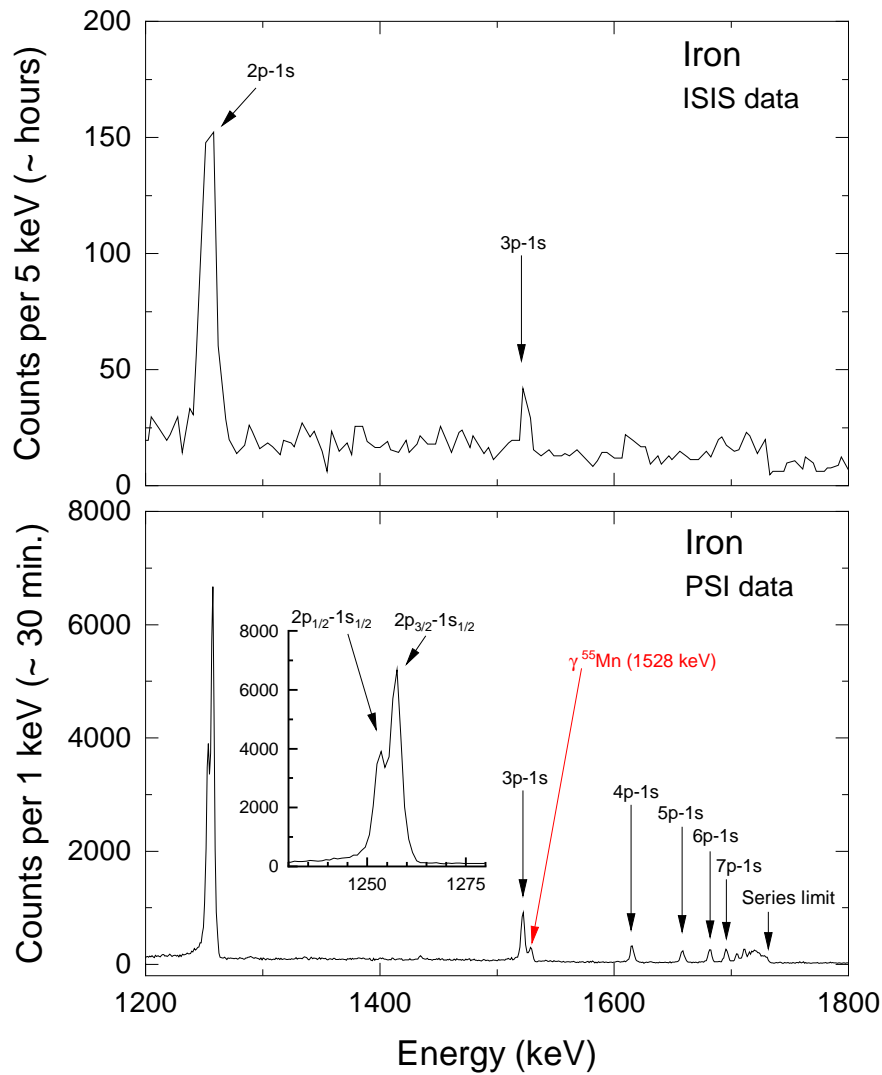 200
150
100
50
0
Counts per 5 keV (~ hours)
2p-1s
3p-1s
Iron
ISIS data
8000
6000
4000
2000
0
1200
1400
1600
1800
Counts per 1 keV (~ 30 min.)
Energy (keV)
Iron
PSI data
2p1/2-1s1/2
2p3/2-1s1/2
8000
6000
4000
2000
0
1250
1275
γ 55Mn (1528 keV)
3p-1s
4p-1s
5p-1s
6p-1s
7p-1s
Series limit